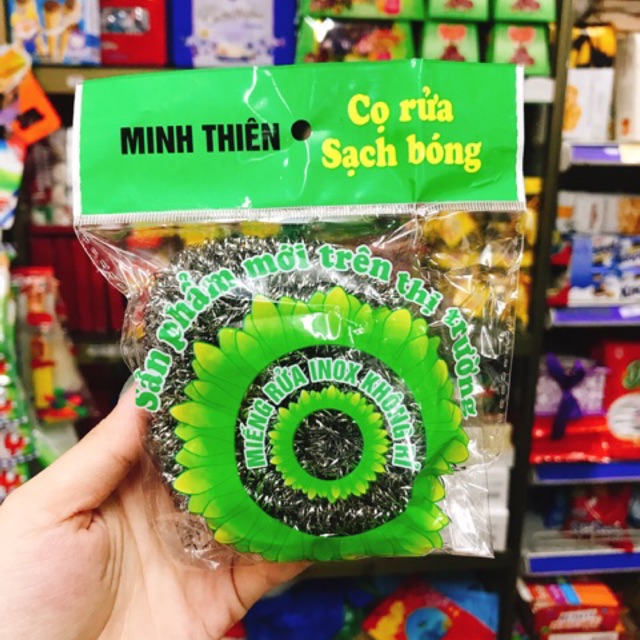 MINH THIÊN
Cọ rửa
Sạch bóng
Sản phẩm mới trên thị trường
MIẾNG RỬA INOX KHÔNG RỈ